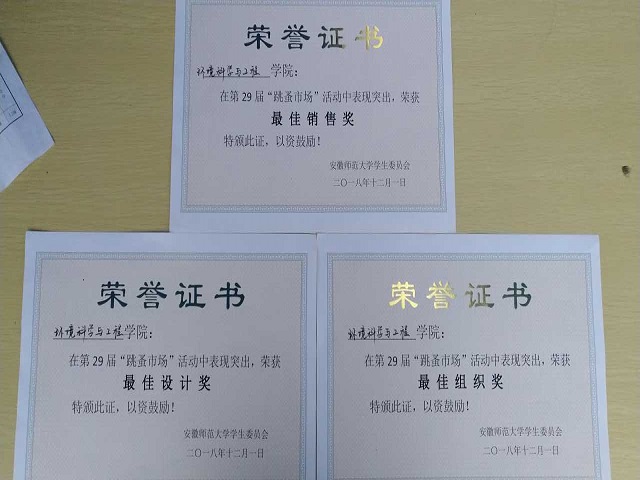 荣誉证书
环境科学与工程 学院：
在第29届“跳蚤市场”活动中表现突出，荣获
最佳销售奖
特颁此证，以资鼓励！
安徽师范大学学生委员会
二〇一八年十二月一日
荣誉证书
环境科学与工程学院：
在第29届“跳蚤市场”活动中表现突出，荣获
最佳设计奖
特颁此证，以资鼓励！
安徽师范大学学生委员会
二〇一八年十二月一日
荣誉证书
环境科学与工程学院：
在第29届“跳蚤市场”活动中表现突出，荣获
最佳组织奖
特颁此证，以资鼓励！
安徽师范大学学生委员会
二〇一八年十二月一日